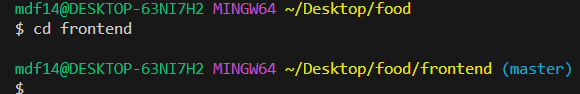 mdf14@DESKTOP-63NI7H2 MINGW64 ~/Desktop/food
$ cd frontend
mdf14@DESKTOP-63NI7H2 MINGW64 ~/Desktop/food/frontend (master)
$